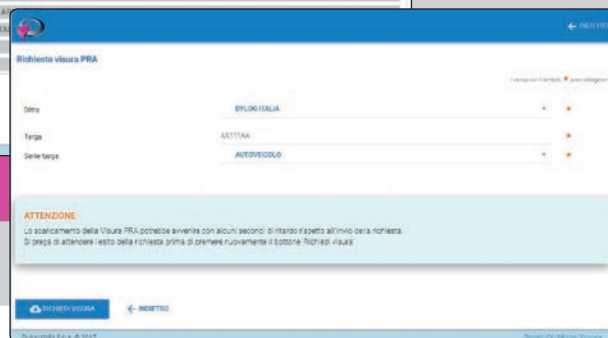 INDIETRO
Richiesta visura PRA
Ditta
BYLOG ITALIA
Targa
Serie targa
AUTOVEICOLO
ATTENZIONE
Lo scaricamento della Visura PRA potrebbe avvenire con alcuni secondi di ritardo rispetto all'invio della richiesta.
Si prega di attendere l'esito della richiesta prima di premere nuovamente il bottone "Richiedi visura"
RICHIEDI VISURA
INDIETRO